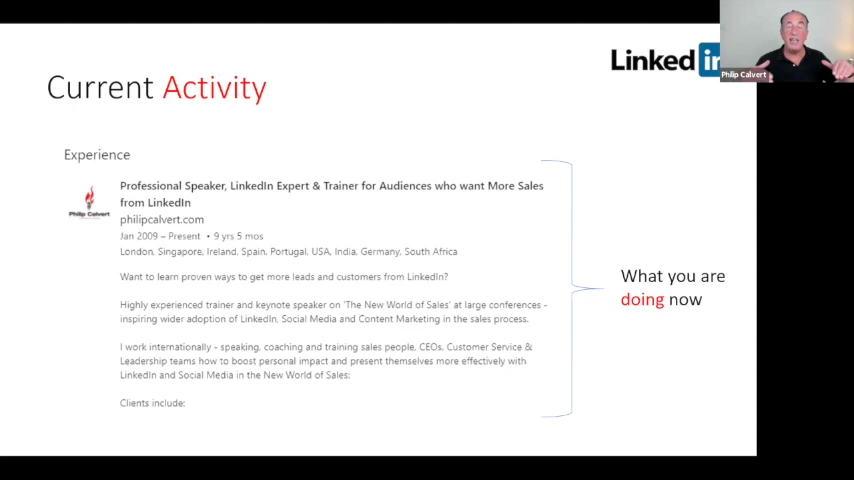 Current Activity
Linked in
Philip Calvert
Experience
Philip Calvert
Professional Speaker, LinkedIn Expert & Trainer for Audiences who want More Sales
from LinkedIn
philipcalvert.com
Jan 2009 – Present • 9 yrs 5 mos
London, Singapore, Ireland, Spain, Portugal, USA, India, Germany, South Africa
Want to learn proven ways to get more leads and customers from LinkedIn?
Highly experienced trainer and keynote speaker on 'The New World of Sales' at large conferences -
inspiring wider adoption of LinkedIn, Social Media and Content Marketing in the sales process.
I work internationally - speaking, coaching and training sales people, CEOs, Customer Service &
Leadership teams how to boost personal impact and present themselves more effectively with
LinkedIn and Social Media in the New World of Sales:
Clients include:
What you are
doing now